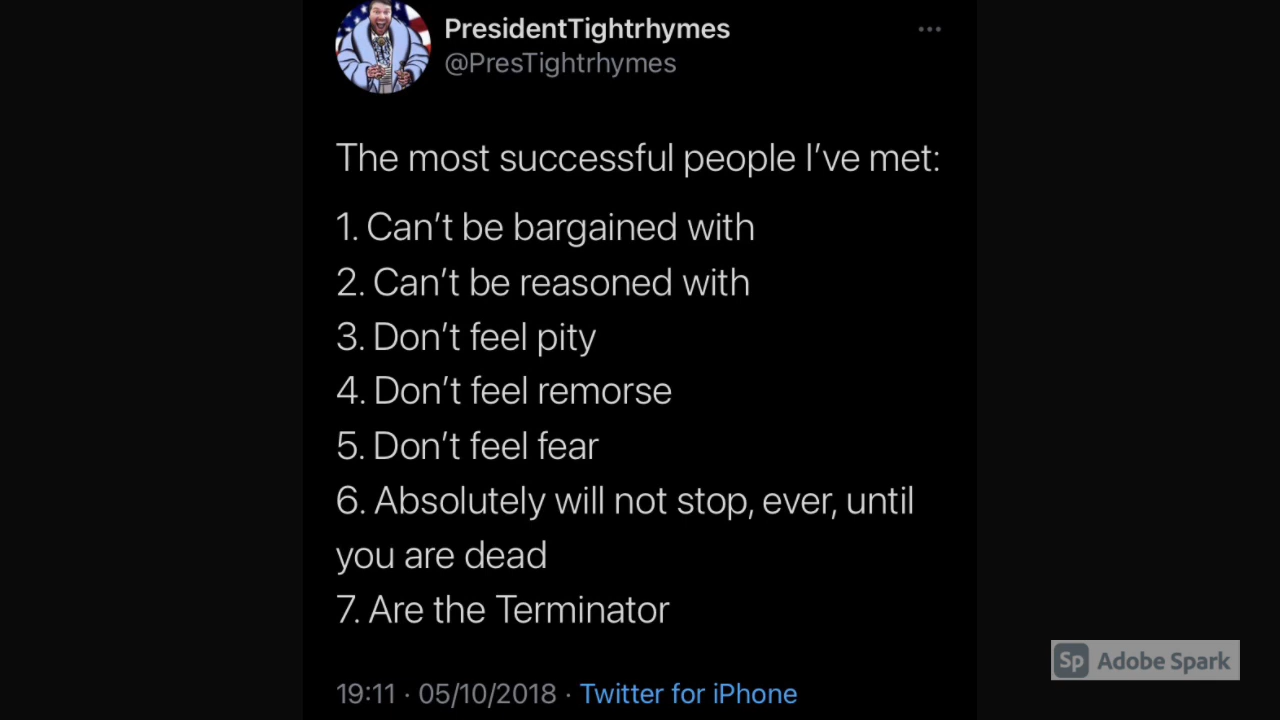 PresidentTightrhymes
@PresTightrhymes
The most successful people I've met:
1. Can't be bargained with
2. Can't be reasoned with
3. Don't feel pity
4. Don't feel remorse
5. Don't feel fear
6. Absolutely will not stop, ever, until
you are dead
7. Are the Terminator
19:11 · 05/10/2018 · Twitter for iPhone
Sp Adobe Spark